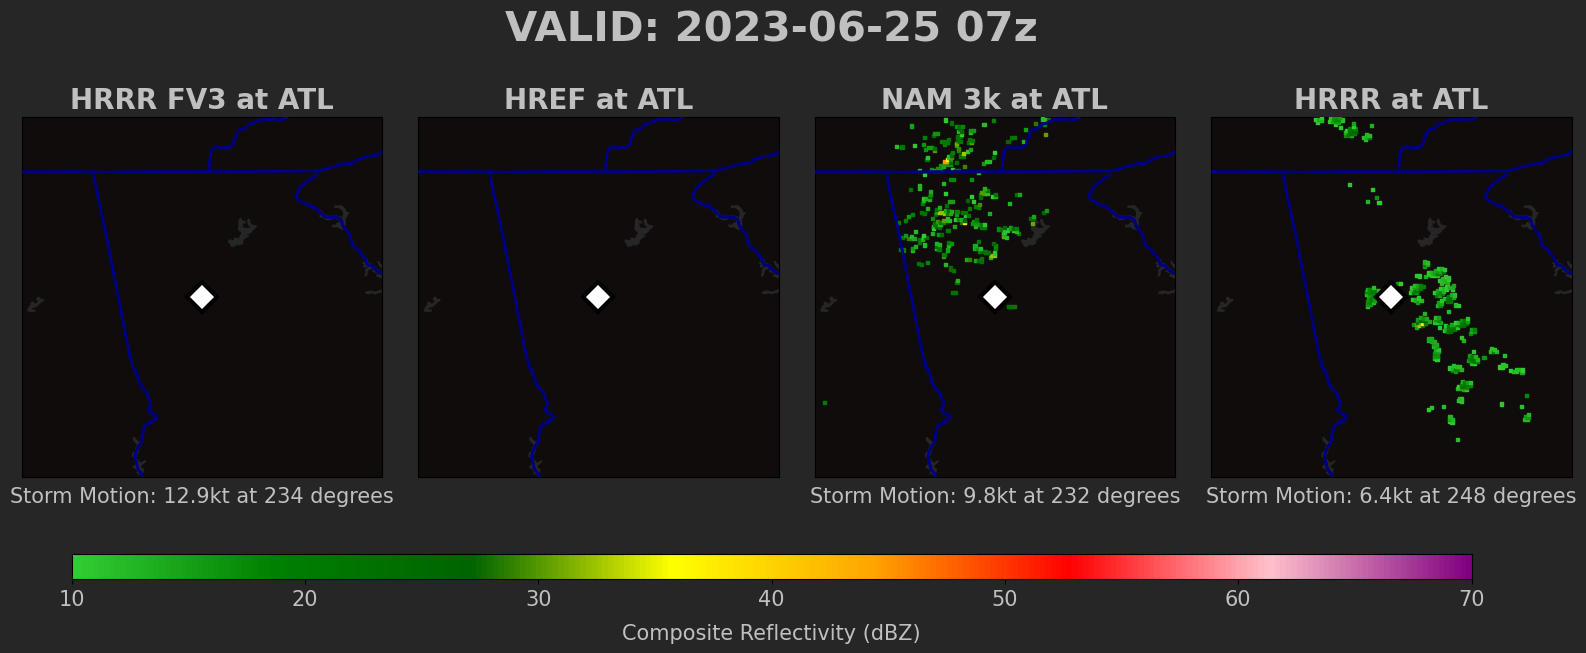 VALID: 2023-06-25 07z
HRRR FV3 at ATL
HREF at ATL
NAM 3k at ATL
HRRR at ATL
Storm Motion: 12.9kt at 234 degrees
Storm Motion: 9.8kt at 232 degrees
Storm Motion: 6.4kt at 248 degrees
10 20 30 40 50 60 70
Composite Reflectivity (dBZ)